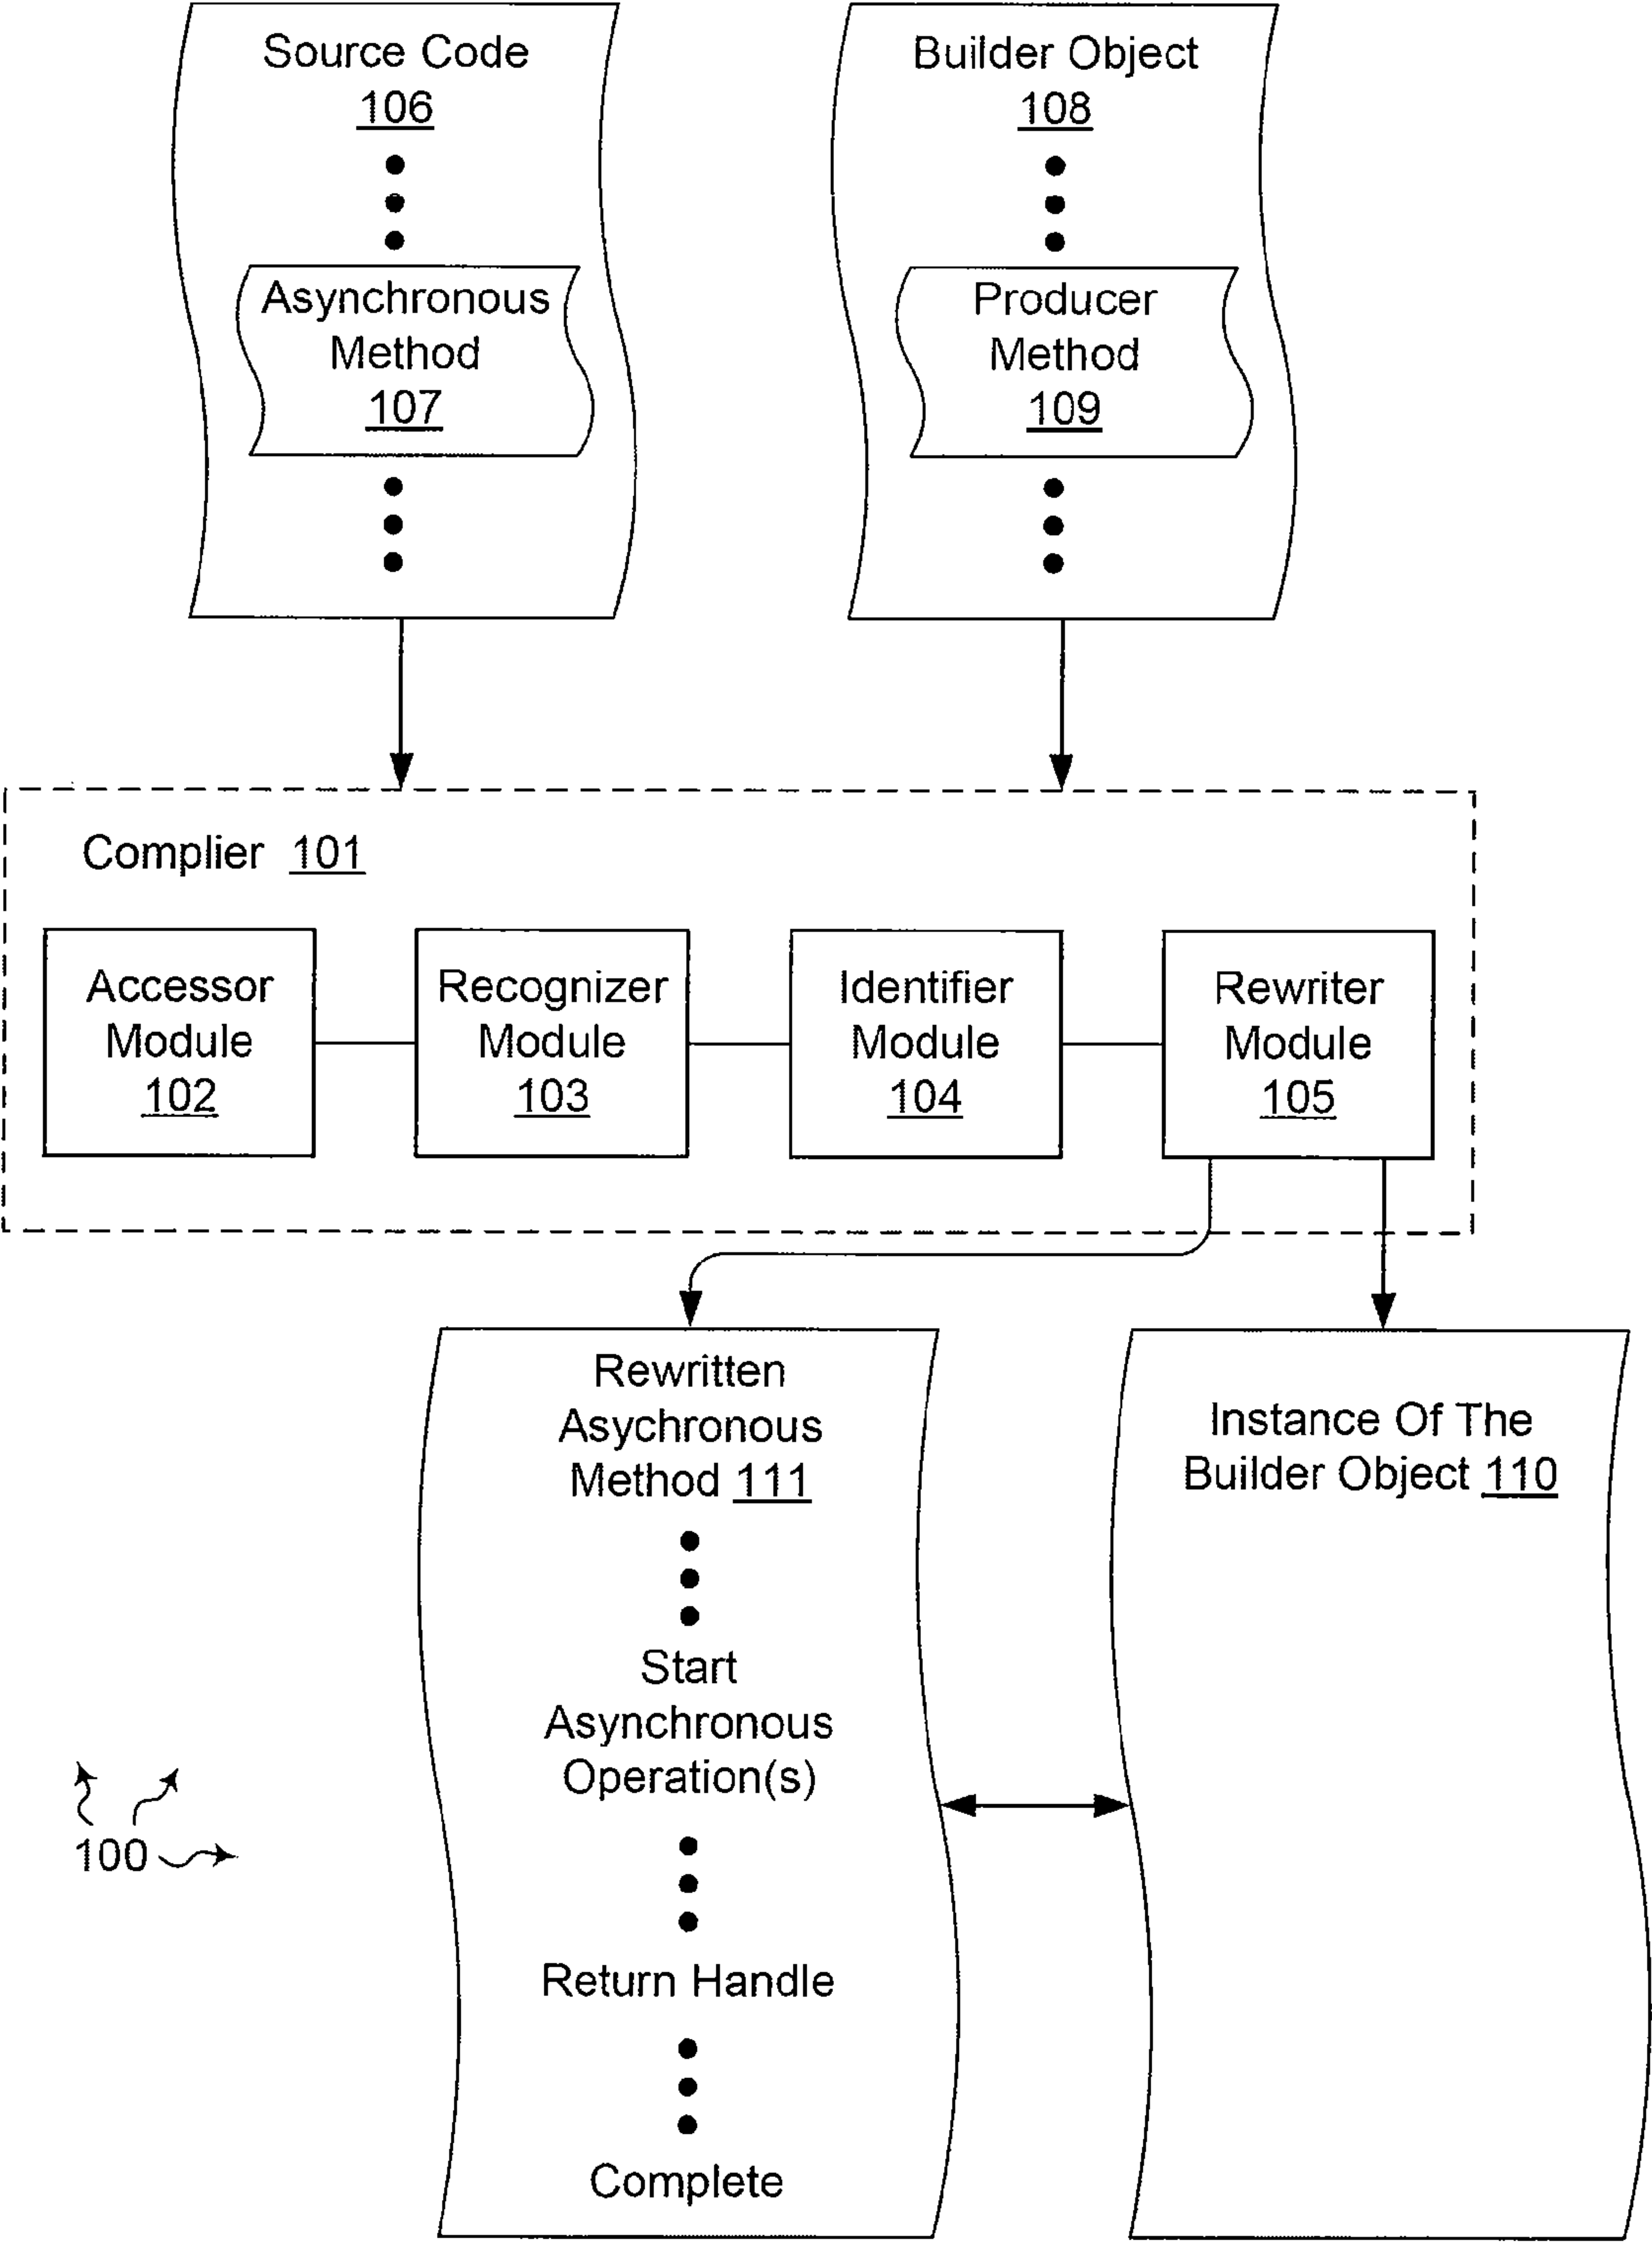 Source Code
106
Asynchronous
Method
107
Builder Object
108
Producer
Method
109
Complier 101
Accessor
Module
102
Recognizer
Module
103
Identifier
Module
104
Rewriter
Module
105
Rewritten
Asychronous
Method 111
Start
Asynchronous
Operation(s)
Return Handle
Complete
Instance Of The
Builder Object 110
100